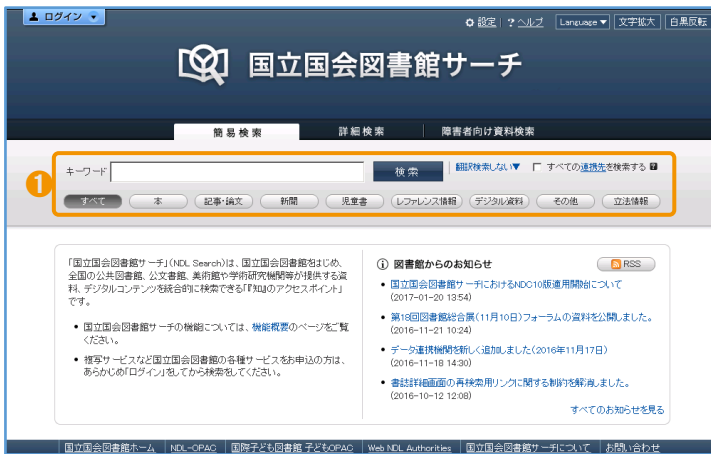 ログイン ▼
設定 | ? ヘルプ Language▼ 文字拡大 白黒反転
国立国会図書館サーチ
簡易検索 詳細検索 障害者向け資料検索
1
キーワード 検索 翻訳検索しない▼ すべての連携先を検索する ?
すべて 本 記事・論文 新聞 児童書 レファレンス情報 デジタル資料 その他 立法情報
「国立国会図書館サーチ」(NDL Search)は、国立国会図書館をはじめ、
全国の公共図書館、公文書館、美術館や学術研究機関等が提供する資
料、デジタルコンテンツを統合的に検索できる「『知』のアクセスポイント」
です。
• 国立国会図書館サーチの機能については、機能概要のページをご覧
ください。
• 複写サービスなど国立国会図書館の各種サービスをお申込の方は、
あらかじめ「ログイン」をしてから検索をしてください。
図書館からのお知らせ RSS
• 国立国会図書館サーチにおけるNDC10版運用開始について
(2017-01-20 13:54)
• 第18回図書館総合展(11月10日)フォーラムの資料を公開しました。
(2016-11-21 10:24)
• データ連携機関を新しく追加しました(2016年11月17日)
(2016-11-18 14:30)
• 書誌詳細画面の再検索用リンクに関する制約を解消しました。
(2016-10-12 12:08)
すべてのお知らせを見る
国立国会図書館ホーム | NDL-OPAC | 国際子ども図書館 子どもOPAC | Web NDL Authorities | 国立国会図書館サーチについて | お問い合わせ